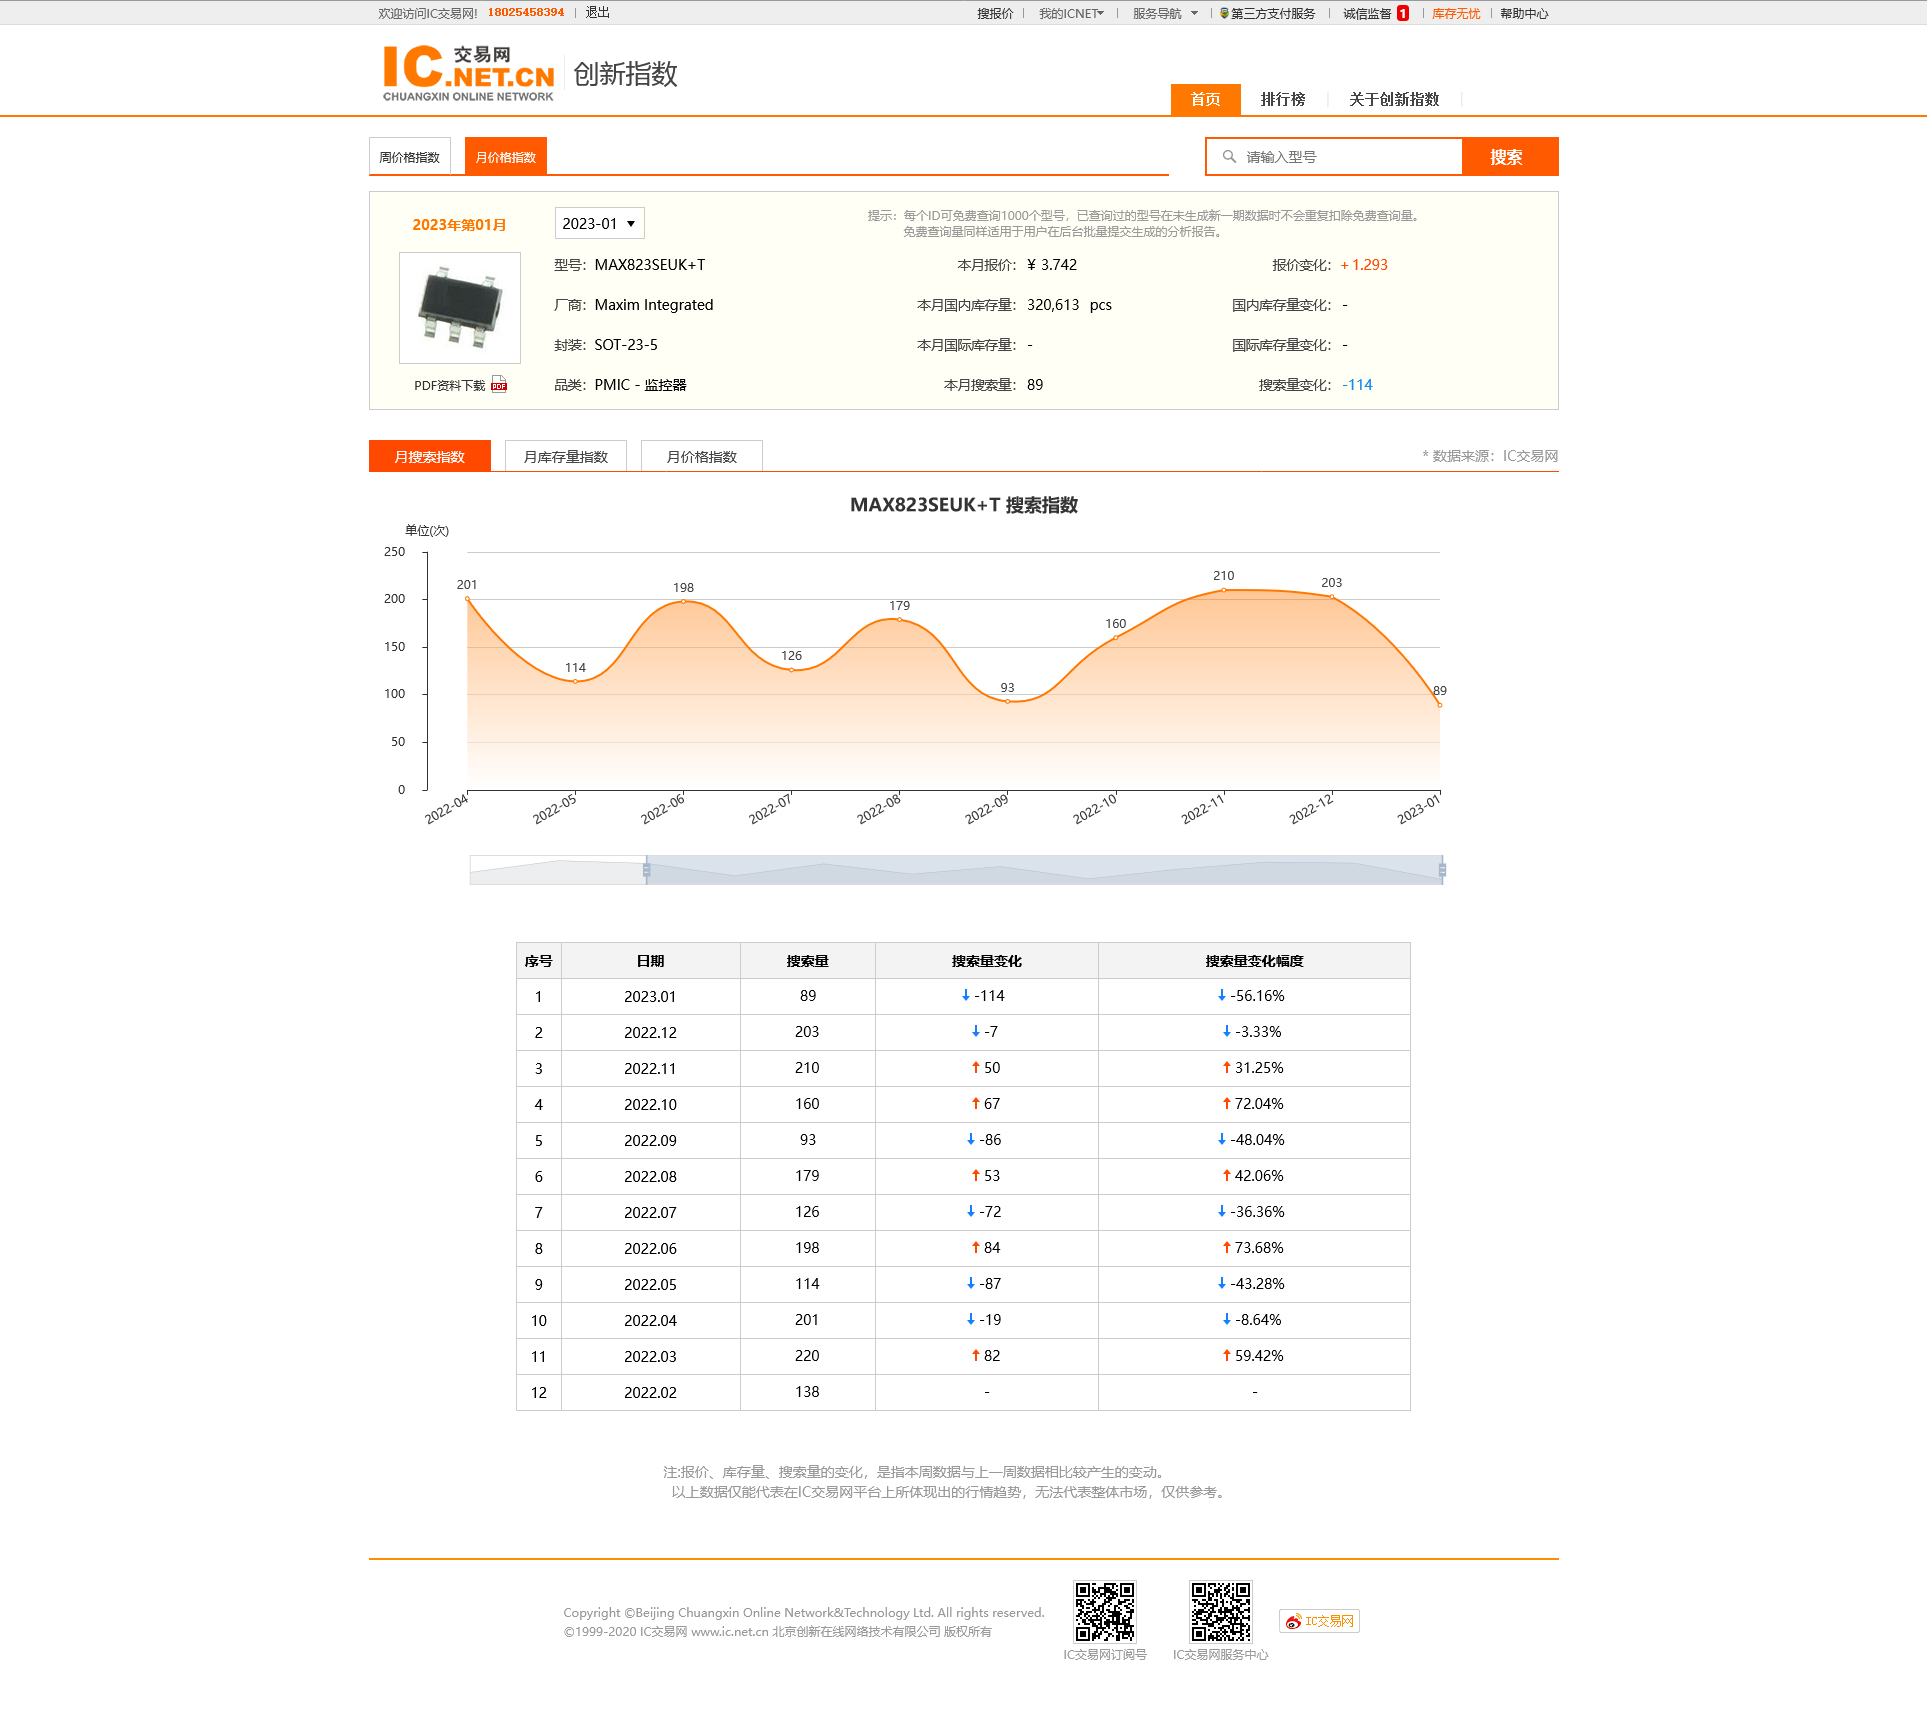 欢迎访问IC交易网! 18025458394 退出 搜报价 我的ICNET 服务导航 第三方支付服务 诚信监督 1 库存无忧 帮助中心
IC 交易网
.NET.CN
CHUANGXIN ONLINE NETWORK
创新指数
首页 排行榜 关于创新指数
周价格指数 月价格指数 请输入型号 搜索
2023年第01月 2023-01
提示：每个ID可免费查询1000个型号，已查询过的型号在未生成新一期数据时不会重复扣除免费查询量。
免费查询量同样适用于用户在后台批量提交生成的分析报告。
型号：MAX823SEUK+T 本月报价：¥ 3.742 报价变化：+ 1.293
厂商：Maxim Integrated 本月国内库存量：320,613 pcs 国内库存量变化：-
封装：SOT-23-5 本月国际库存量：- 国际库存量变化：-
PDF资料下载 PDF 品类：PMIC - 监控器 本月搜索量：89 搜索量变化：-114
月搜索指数 月库存量指数 月价格指数 * 数据来源：IC交易网
MAX823SEUK+T 搜索指数
单位(次)
250
200
150
100
50
0
201 114 198 126 179 93 160 210 203 89
2022-04 2022-05 2022-06 2022-07 2022-08 2022-09 2022-10 2022-11 2022-12 2023-01
序号 日期 搜索量 搜索量变化 搜索量变化幅度
1 2023.01 89 ↓ -114 ↓ -56.16%
2 2022.12 203 ↓ -7 ↓ -3.33%
3 2022.11 210 ↑ 50 ↑ 31.25%
4 2022.10 160 ↑ 67 ↑ 72.04%
5 2022.09 93 ↓ -86 ↓ -48.04%
6 2022.08 179 ↑ 53 ↑ 42.06%
7 2022.07 126 ↓ -72 ↓ -36.36%
8 2022.06 198 ↑ 84 ↑ 73.68%
9 2022.05 114 ↓ -87 ↓ -43.28%
10 2022.04 201 ↓ -19 ↓ -8.64%
11 2022.03 220 ↑ 82 ↑ 59.42%
12 2022.02 138 - -
注:报价、库存量、搜索量的变化，是指本周数据与上一周数据相比较产生的变动。
以上数据仅能代表在IC交易网平台上所体现出的行情趋势，无法代表整体市场，仅供参考。
Copyright ©Beijing Chuangxin Online Network&Technology Ltd. All rights reserved.
©1999-2020 IC交易网 www.ic.net.cn 北京创新在线网络技术有限公司 版权所有
IC交易网订阅号 IC交易网服务中心 IC交易网